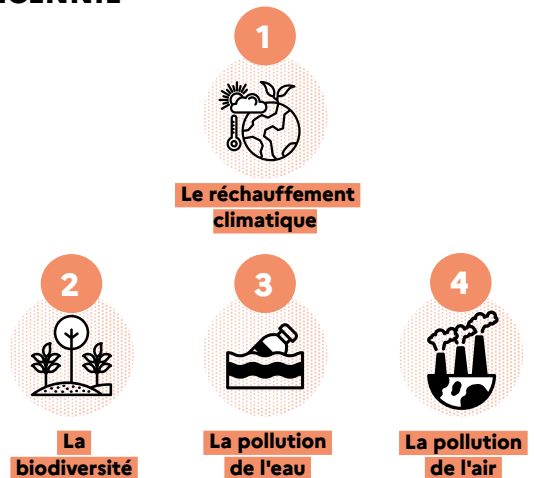 1
Le réchauffement
climatique
2
3
4
La
biodiversité
La pollution
de l'eau
La pollution
de l'air